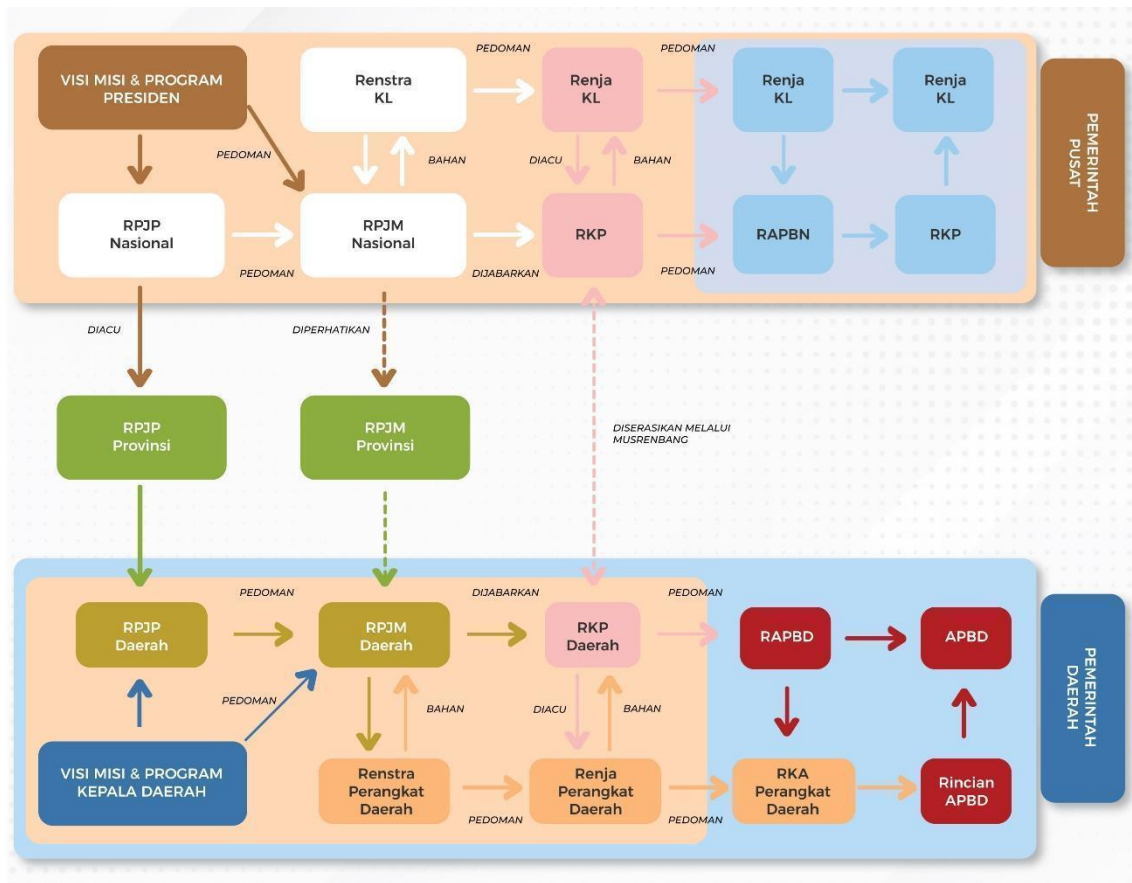 PEDOMAN
PEDOMAN
VISI MISI & PROGRAM
PRESIDEN
Renstra
KL
Renja
KL
Renja
KL
Renja
KL
PEMERINTAH
PUSAT
PEDOMAN
BAHAN
DIACU
BAHAN
RPJP
Nasional
RPJM
Nasional
RKP
RAPBN
RKP
PEDOMAN
DIJABARKAN
PEDOMAN
DIACU
DIPERHATIKAN
RPJP
Provinsi
RPJM
Provinsi
DISERASIKAN MELALUI
MUSRENBANG
PEDOMAN
DIJABARKAN
PEDOMAN
RPJP
Daerah
RPJM
Daerah
RKP
Daerah
RAPBD
APBD
PEMERINTAH
DAERAH
PEDOMAN
BAHAN
DIACU
BAHAN
VISI MISI & PROGRAM
KEPALA DAERAH
Renstra
Perangkat
Daerah
Renja
Perangkat
Daerah
RKA
Perangkat
Daerah
Rincian
APBD
PEDOMAN
PEDOMAN